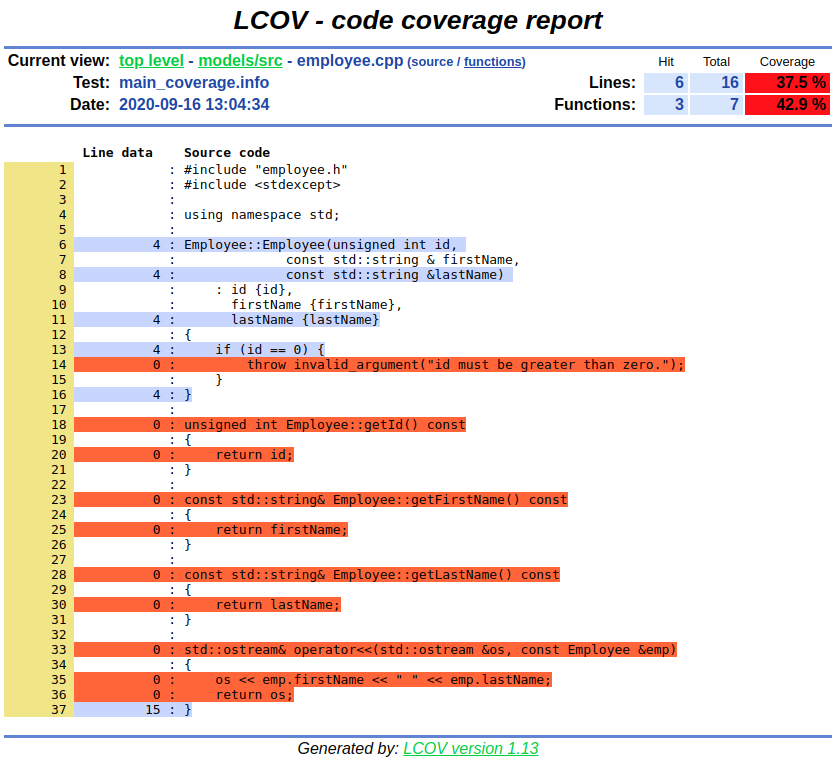 LCOV - code coverage report
Current view: top level - models/src - employee.cpp (source / functions) Hit Total Coverage
Test: main_coverage.info Lines: 6 16 37.5 %
Date: 2020-09-16 13:04:34 Functions: 3 7 42.9 %
Line data Source code
1 : #include "employee.h"
2 : #include <stdexcept>
3 :
4 : using namespace std;
5 :
6 4 : Employee::Employee(unsigned int id,
7 : const std::string & firstName,
8 4 : const std::string &lastName)
9 : : id {id},
10 : firstName {firstName},
11 4 : lastName {lastName}
12 : {
13 4 : if (id == 0) {
14 0 : throw invalid_argument("id must be greater than zero.");
15 : }
16 4 : }
17 :
18 0 : unsigned int Employee::getId() const
19 : {
20 0 : return id;
21 : }
22 :
23 0 : const std::string& Employee::getFirstName() const
24 : {
25 0 : return firstName;
26 : }
27 :
28 0 : const std::string& Employee::getLastName() const
29 : {
30 0 : return lastName;
31 : }
32 :
33 0 : std::ostream& operator<<(std::ostream &os, const Employee &emp)
34 : {
35 0 : os << emp.firstName << " " << emp.lastName;
36 0 : return os;
37 15 : }
Generated by: LCOV version 1.13